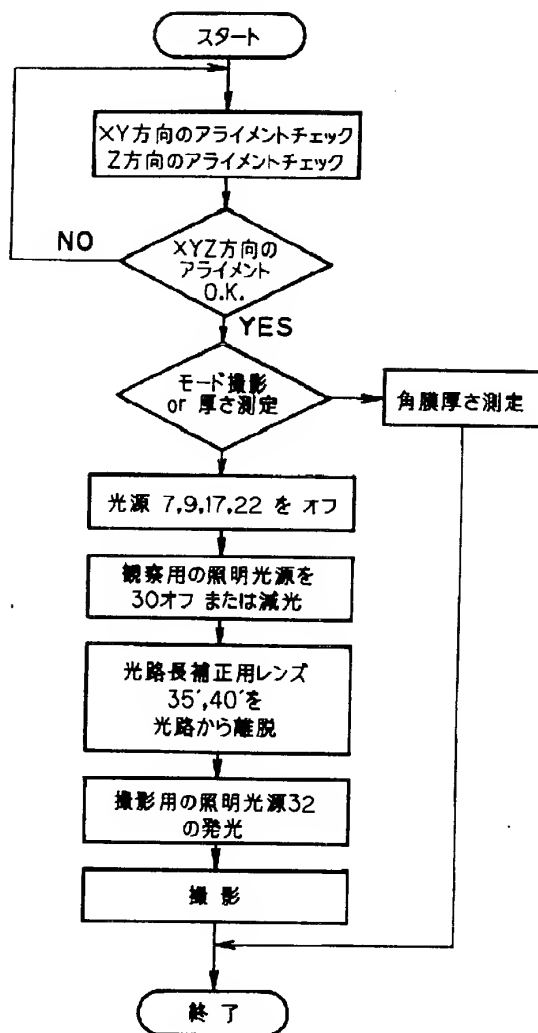 スタート
XY方向のアライメントチェック
Z方向のアライメントチェック
NO
XYZ方向の
アライメント
O.K.
YES
モード撮影
or 厚さ測定
角膜厚さ測定
光源 7,9,17,22 を オフ
観察用の照明光源を
30オフ または減光
光路長補正用レンズ
35',40'を
光路から離脱
撮影用の照明光源32
の発光
撮 影
終 了